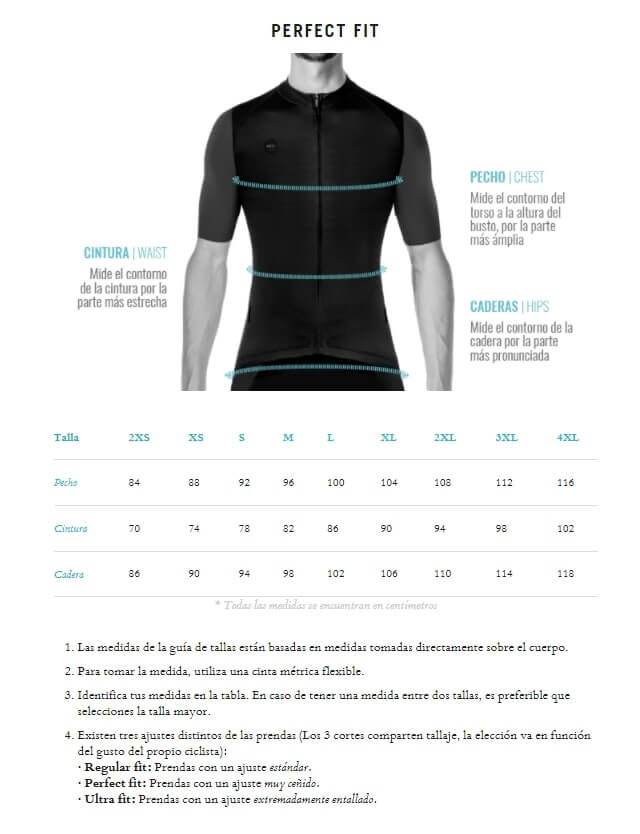 PERFECT FIT
PECHO | CHEST
Mide el contorno del
torso a la altura del
busto, por la parte
más ámplia
CINTURA | WAIST
Mide el contorno
de la cintura por la
parte más estrecha
CADERAS | HIPS
Mide el contorno de la
cadera por la parte
más pronunciada
Talla 2XS XS S M L XL 2XL 3XL 4XL
Pecho 84 88 92 96 100 104 108 112 116
Cintura 70 74 78 82 86 90 94 98 102
Cadera 86 90 94 98 102 106 110 114 118
* Todas las medidas se encuentran en centímetros
1. Las medidas de la guía de tallas están basadas en medidas tomadas directamente sobre el cuerpo.
2. Para tomar la medida, utiliza una cinta métrica flexible.
3. Identifica tus medidas en la tabla. En caso de tener una medida entre dos tallas, es preferible que
selecciones la talla mayor.
4. Existen tres ajustes distintos de las prendas (Los 3 cortes comparten tallaje, la elección va en función
del gusto del propio ciclista):
· Regular fit: Prendas con un ajuste estándar.
· Perfect fit: Prendas con un ajuste muy ceñido.
· Ultra fit: Prendas con un ajuste extremadamente entallado.